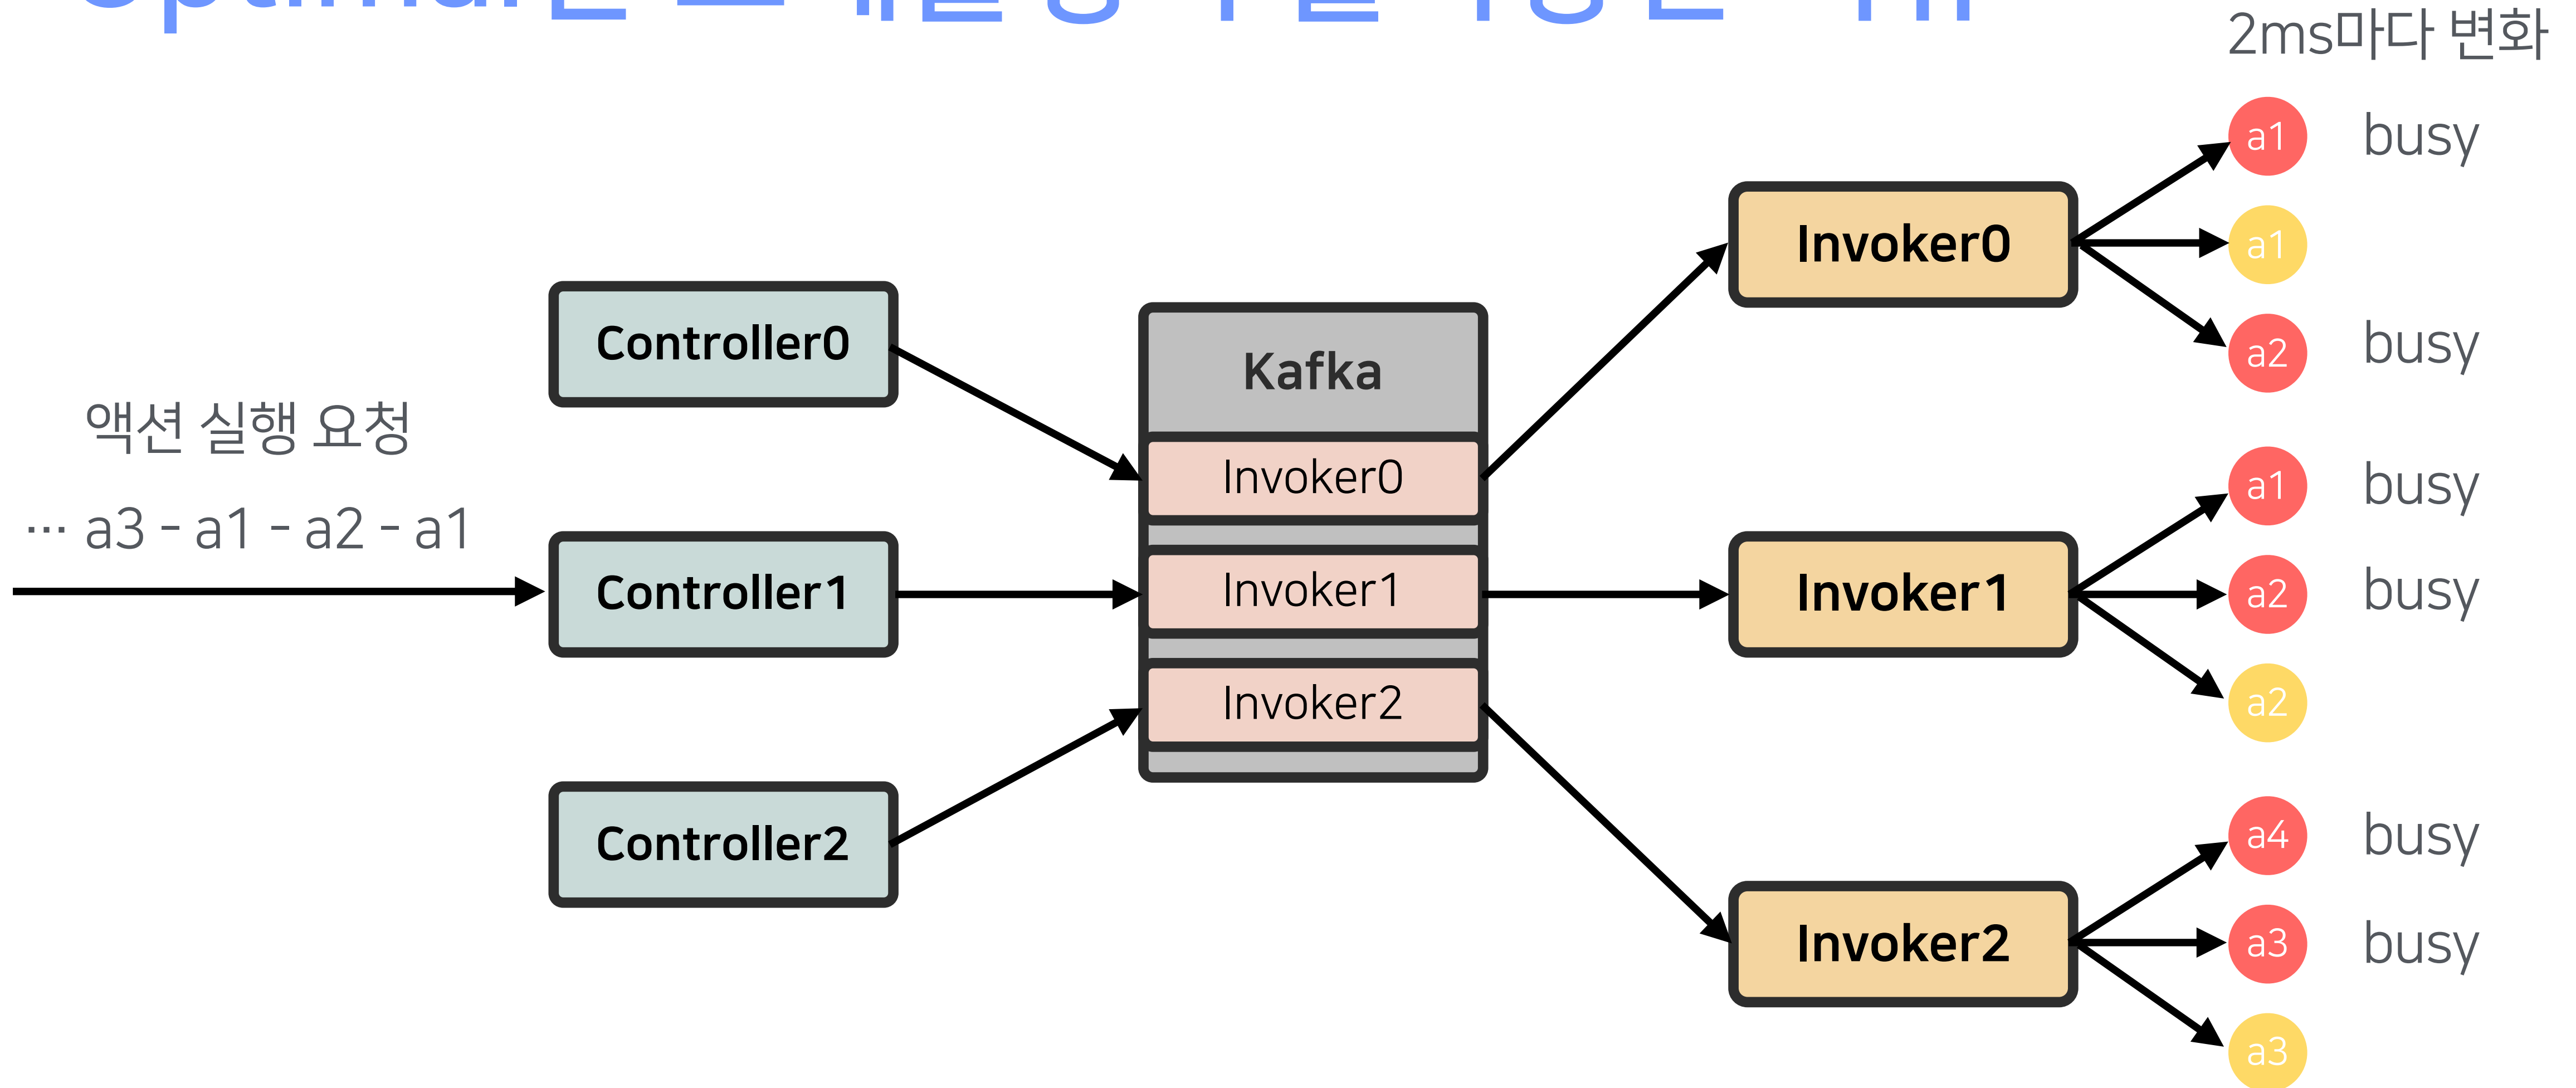 2ms마다 변화
액션 실행 요청
... a3 - a1 - a2 - a1
Controller0
Controller1
Controller2
Kafka
Invoker0
Invoker1
Invoker2
Invoker0
a1 busy
a1
a2 busy
Invoker1
a1 busy
a2 busy
a2
Invoker2
a4 busy
a3 busy
a3